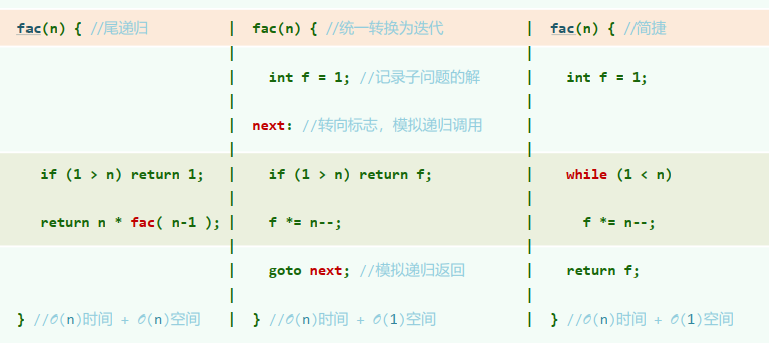 fac(n) { //尾递归 | fac(n) { //统一转换为迭代 | fac(n) { //简捷
| |
| int f = 1; //记录子问题的解 | int f = 1;
| |
| next: //转向标志，模拟递归调用 |
| |
if (1 > n) return 1; | if (1 > n) return f; | while (1 < n)
| |
return n * fac( n-1 ); | f *= n--; | f *= n--;
| |
| goto next; //模拟递归返回 | return f;
| |
} //O(n)时间 + O(n)空间 | } //O(n)时间 + O(1)空间 | } //O(n)时间 + O(1)空间